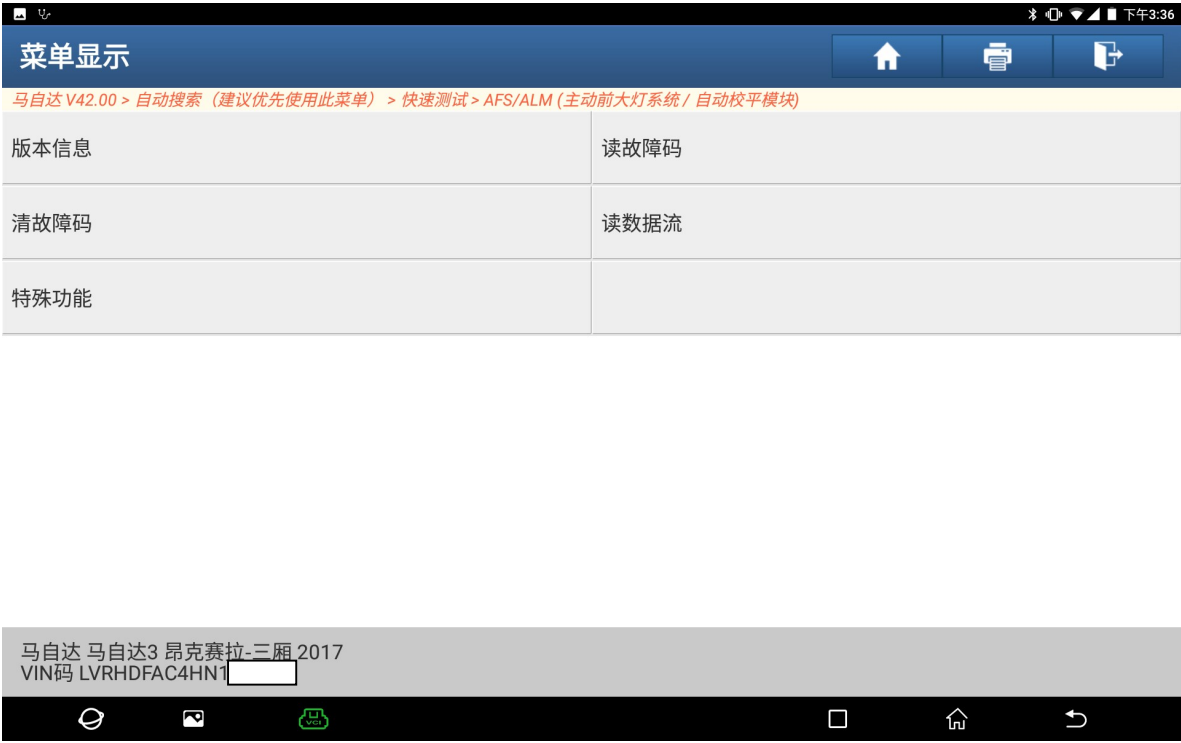 下午3:36
菜单显示
马自达 V42.00 > 自动搜索（建议优先使用此菜单） > 快速测试 > AFS/ALM (主动前大灯系统 / 自动校平模块)
版本信息
读故障码
清故障码
读数据流
特殊功能
马自达 马自达3 昂克赛拉-三厢 2017
VIN码 LVRHDFAC4HN1
VCI